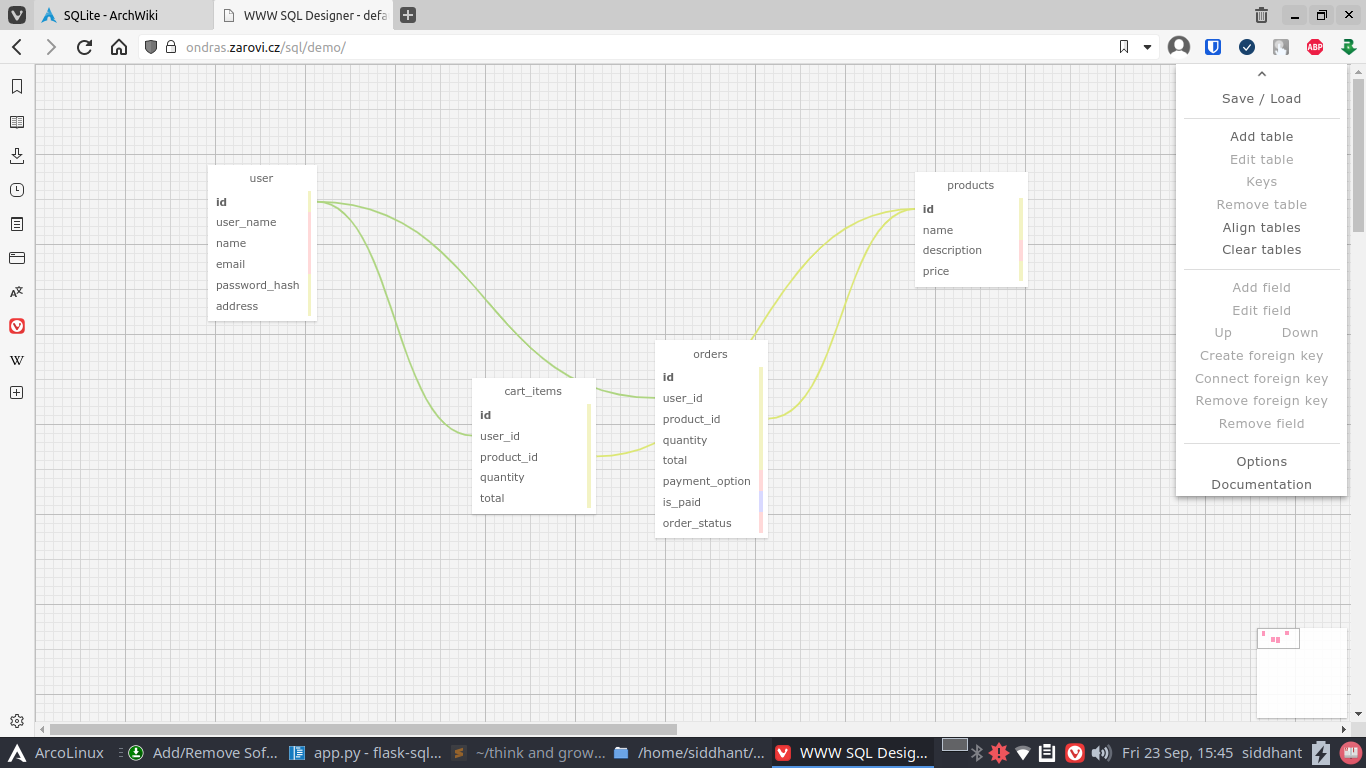 SQLite - ArchWiki
WWW SQL Designer - defa
ondras.zarovi.cz/sql/demo/
ABP
Save / Load
Add table
Edit table
Keys
Remove table
Align tables
Clear tables
Add field
Edit field
Up Down
Create foreign key
Connect foreign key
Remove foreign key
Remove field
Options
Documentation
W
user
id
user_name
name
email
password_hash
address
cart_items
id
user_id
product_id
quantity
total
orders
id
user_id
product_id
quantity
total
payment_option
is_paid
order_status
products
id
name
description
price
ArcoLinux
Add/Remove Sof...
app.py - flask-sql...
~/think and grow...
/home/siddhant/...
WWW SQL Desig...
Fri 23 Sep, 15:45
siddhant